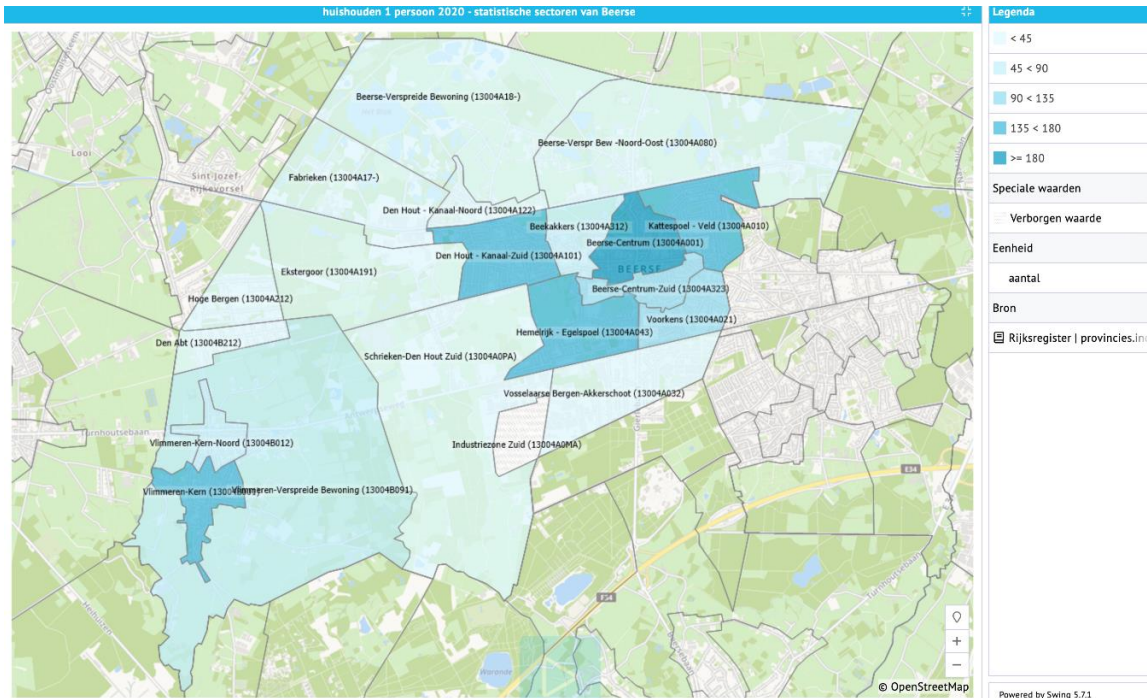 huishouden 1 persoon 2020 - statistische sectoren van Beerse
Legenda
< 45
45 < 90
90 < 135
135 < 180
>= 180
Speciale waarden
Verborgen waarde
Eenheid
aantal
Bron
Rijksregister | provincies.in
Powered by Swing 5.7.1
Beerse-Verspreide Bewoning (13004A18-)
Beerse-Verspr Bew -Noord-Oost (13004A080)
Looi
Sint-Jozef-
Rijkevorsel
Fabrieken (13004A17-)
Den Hout - Kanaal-Noord (13004A122)
Beekakkers (13004A312)
Kattespoel - Veld (13004A010)
Beerse-Centrum (13004A001)
Den Hout - Kanaal-Zuid (13004A101)
BEERSE
Ekstergoor (13004A191)
Beerse-Centrum-Zuid (13004A323)
Hoge Bergen (13004A212)
Voorkens (13004A021)
Hemelrijk - Egelspoel (13004A043)
Den Abt (13004B212)
Schrieken-Den Hout Zuid (13004A0PA)
Vosselaarse Bergen-Akkerschoot (13004A032)
Turnhoutsebaan
Vlimmeren-Kern-Noord (13004B012)
Industriezone Zuid (13004A0MA)
E34
Vlimmeren-Kern
Vlimmeren-Verspreide Bewoning (13004B091)
Turnhoutsebaan
Heihuizen
Warande
© OpenStreetMap